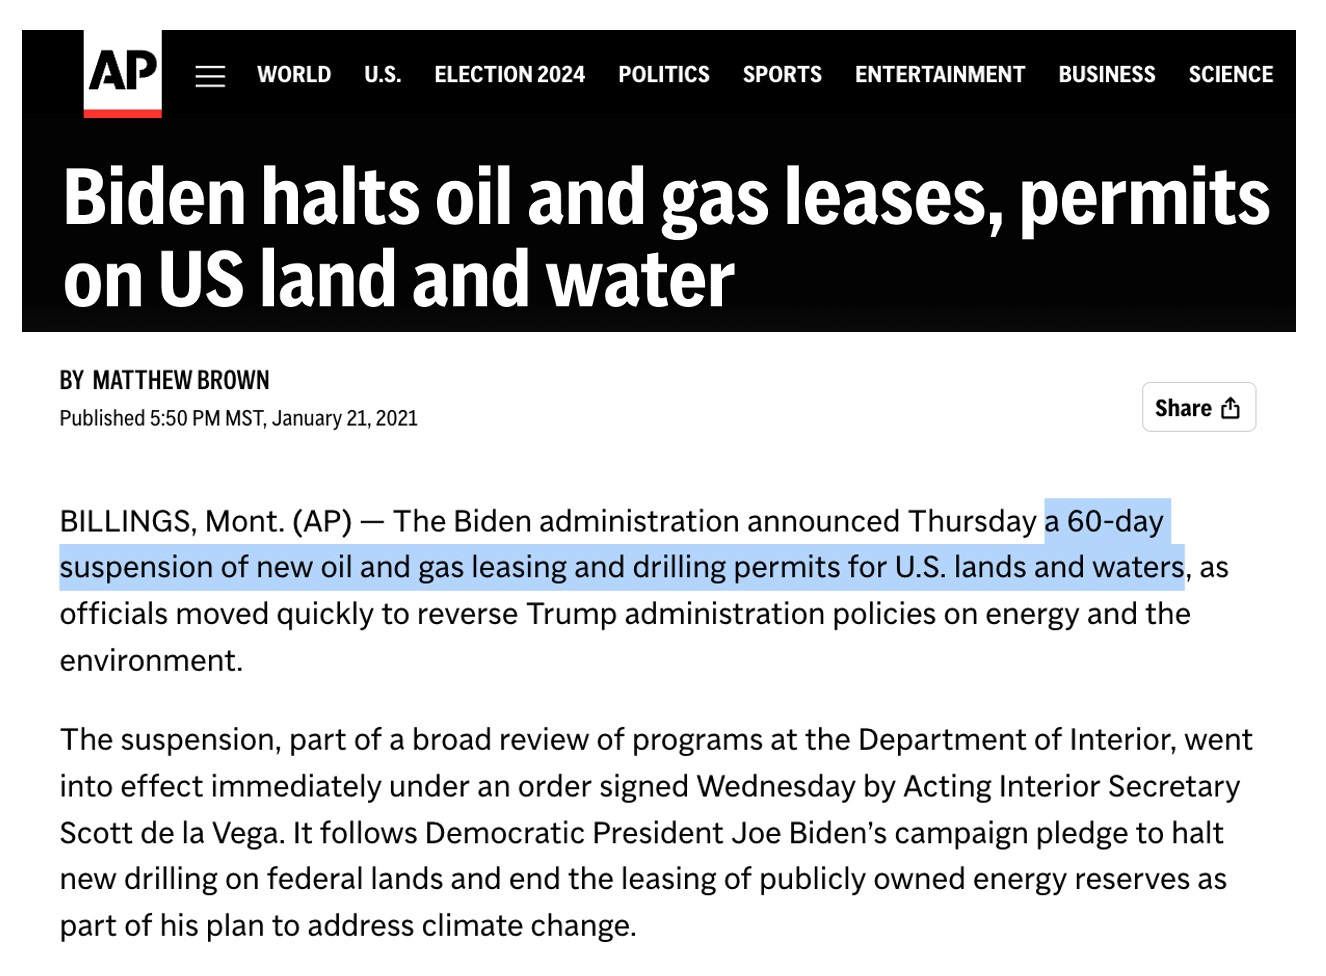 AP
WORLD U.S. ELECTION 2024 POLITICS SPORTS ENTERTAINMENT BUSINESS SCIENCE
Biden halts oil and gas leases, permits
on US land and water
BY MATTHEW BROWN
Published 5:50 PM MST, January 21, 2021
Share
BILLINGS, Mont. (AP) — The Biden administration announced Thursday a 60-day
suspension of new oil and gas leasing and drilling permits for U.S. lands and waters, as
officials moved quickly to reverse Trump administration policies on energy and the
environment.
The suspension, part of a broad review of programs at the Department of Interior, went
into effect immediately under an order signed Wednesday by Acting Interior Secretary
Scott de la Vega. It follows Democratic President Joe Biden’s campaign pledge to halt
new drilling on federal lands and end the leasing of publicly owned energy reserves as
part of his plan to address climate change.